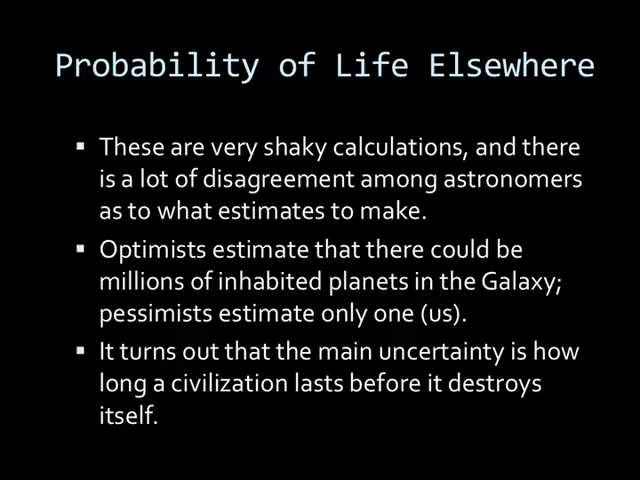 Probability of Life Elsewhere
▪ These are very shaky calculations, and there
is a lot of disagreement among astronomers
as to what estimates to make.
▪ Optimists estimate that there could be
millions of inhabited planets in the Galaxy;
pessimists estimate only one (us).
▪ It turns out that the main uncertainty is how
long a civilization lasts before it destroys
itself.